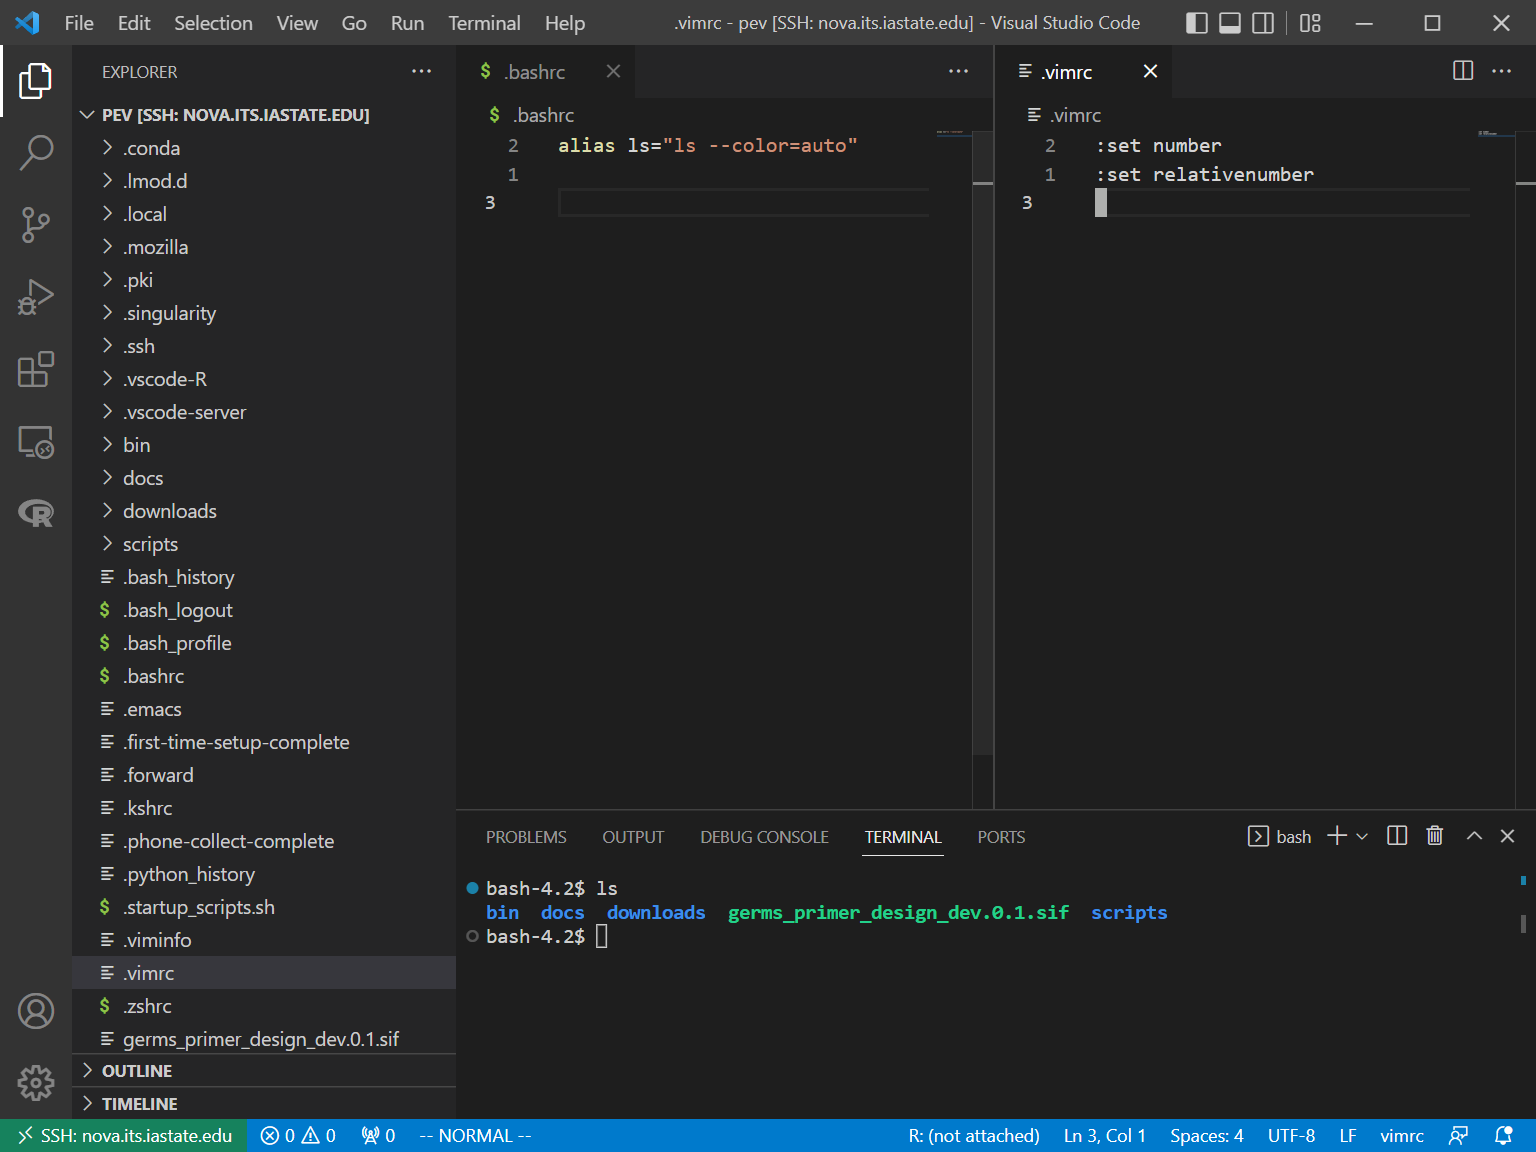 File Edit Selection View Go Run Terminal Help .vimrc - pev [SSH: nova.its.iastate.edu] - Visual Studio Code
EXPLORER
PEV [SSH: NOVA.ITS.IASTATE.EDU]
.conda
.lmod.d
.local
.mozilla
.pki
.singularity
.ssh
.vscode-R
.vscode-server
bin
docs
downloads
scripts
.bash_history
$ .bash_logout
$ .bash_profile
$ .bashrc
.emacs
.first-time-setup-complete
.forward
.kshrc
.phone-collect-complete
.python_history
$ .startup_scripts.sh
.viminfo
.vimrc
$ .zshrc
germs_primer_design_dev.0.1.sif
OUTLINE
TIMELINE
$ .bashrc
$ .bashrc
2 alias ls="ls --color=auto"
1
3
.vimrc
.vimrc
2 :set number
1 :set relativenumber
3
PROBLEMS OUTPUT DEBUG CONSOLE TERMINAL PORTS bash
bash-4.2$ ls
bin docs downloads germs_primer_design_dev.0.1.sif scripts
bash-4.2$
SSH: nova.its.iastate.edu 0 0 0 -- NORMAL -- R: (not attached) Ln 3, Col 1 Spaces: 4 UTF-8 LF vimrc